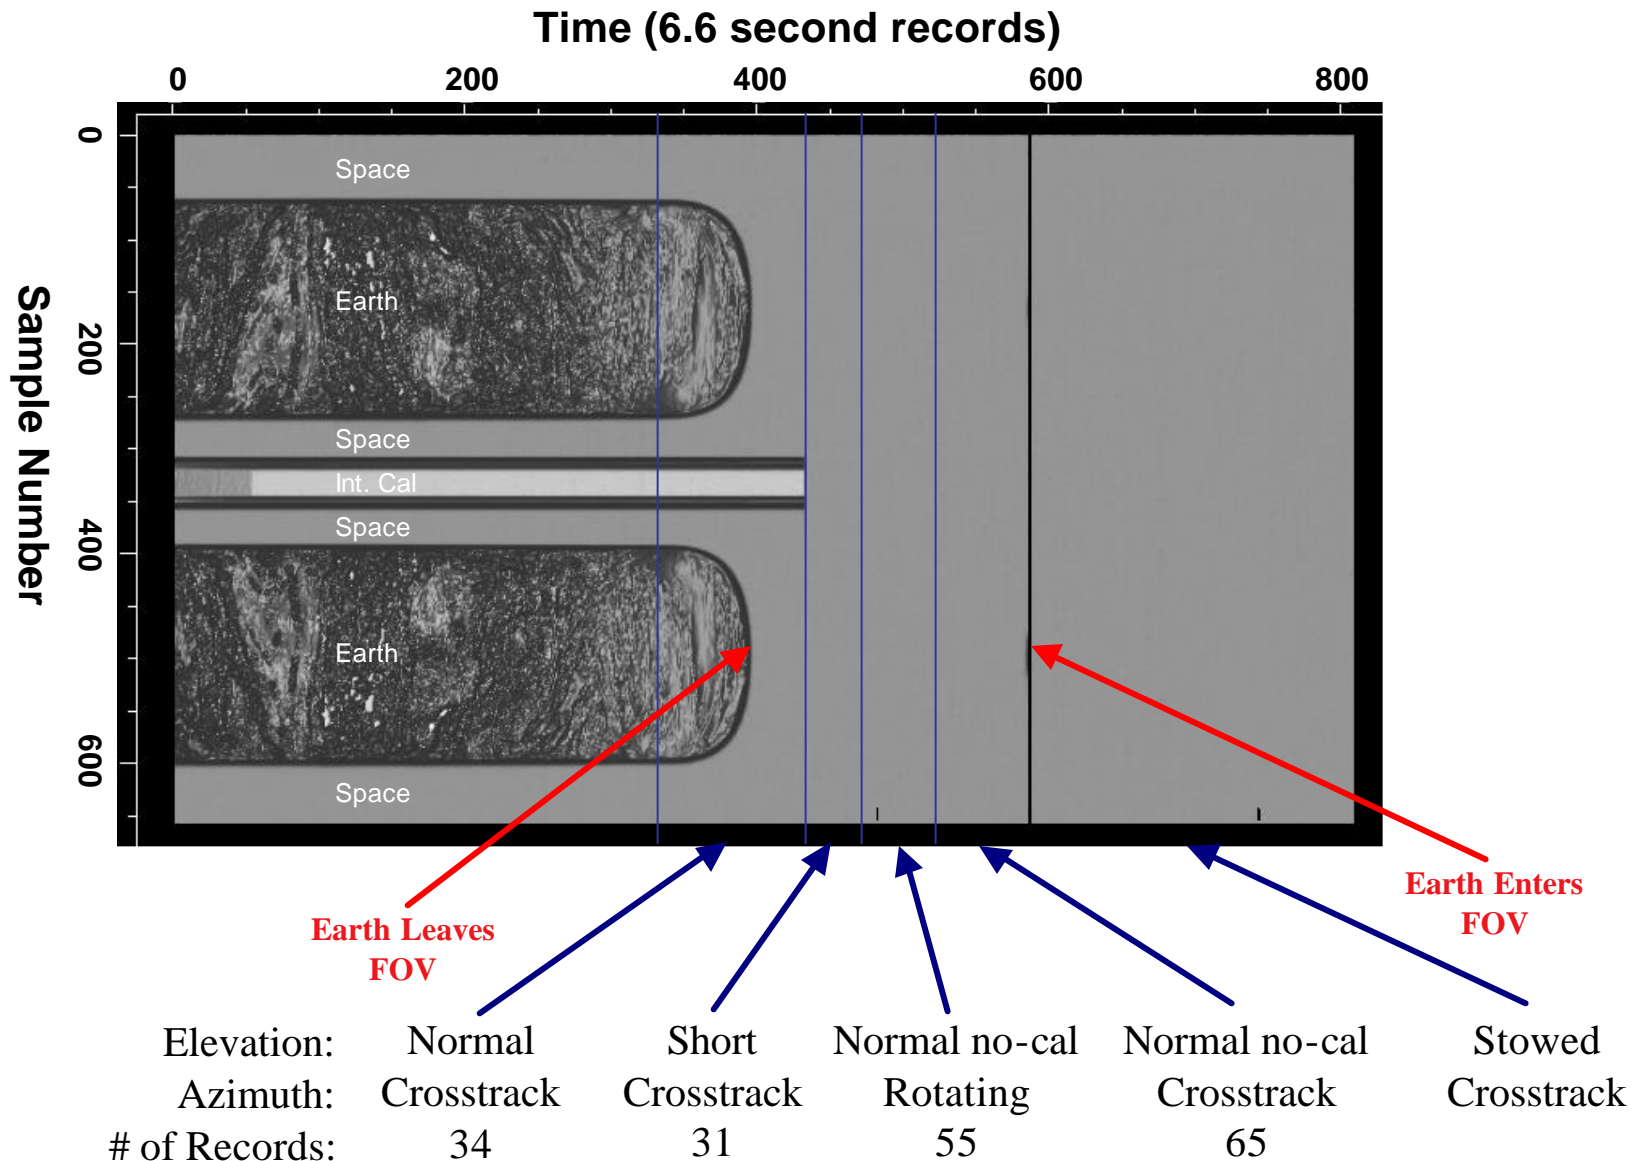 Time (6.6 second records)
0 200 400 600 800
Sample Number
0
200
400
600
Space
Earth
Space
Int. Cal
Space
Earth
Space
Earth Leaves
FOV
Earth Enters
FOV
Elevation: Normal Short Normal no-cal Normal no-cal Stowed
Azimuth: Crosstrack Crosstrack Rotating Crosstrack Crosstrack
# of Records: 34 31 55 65